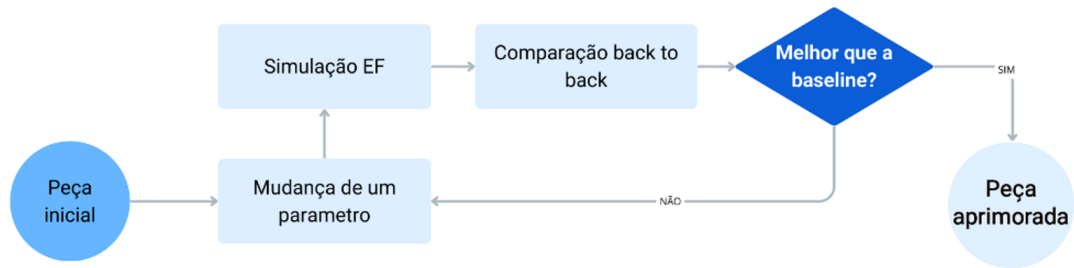 Peça
inicial
Mudança de um
parametro
Simulação EF
Comparação back to
back
Melhor que a
baseline?
NÃO
SIM
Peça
aprimorada